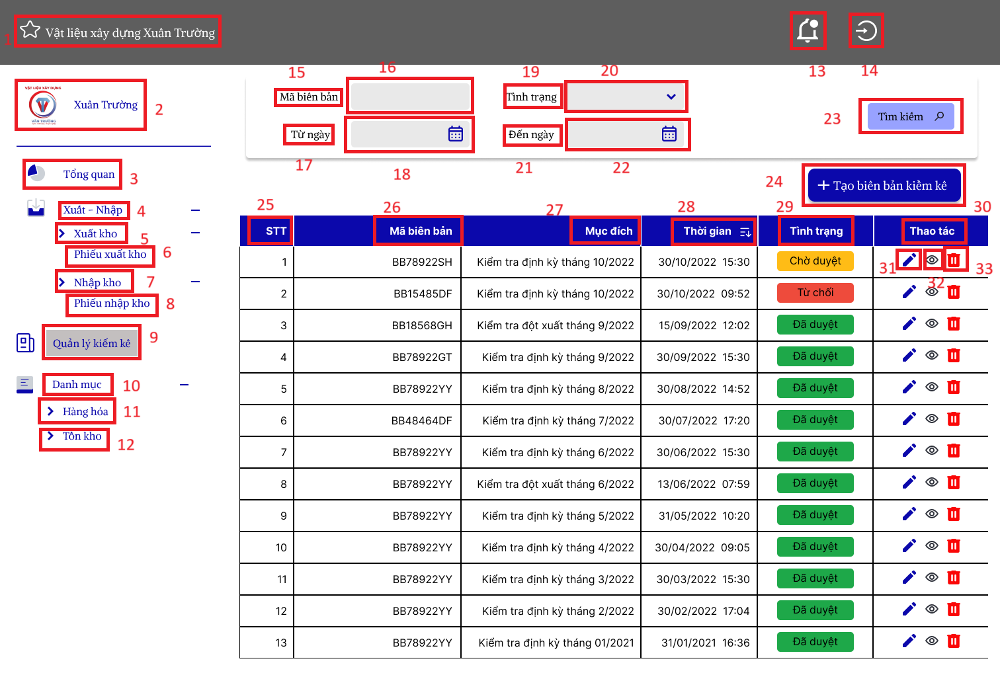 1 Vật liệu xây dựng Xuân Trường
13 14
VẬT LIỆU XÂY DỰNG
VÂN TRƯỜNG
Xuân Trường 2
Tổng quan 3
Xuất - Nhập 4
Xuất kho 5
Phiếu xuất kho 6
Nhập kho 7
Phiếu nhập kho 8
Quản lý kiểm kê 9
Danh mục 10
Hàng hóa 11
Tồn kho 12
15 16 19 20
Mã biên bản Tình trạng
Từ ngày Đến ngày
23 Tìm kiếm
17 18 21 22
24 + Tạo biên bản kiểm kê
25 26 27 28 29 30
STT Mã biên bản Mục đích Thời gian Tình trạng Thao tác
1 BB78922SH Kiểm tra định kỳ tháng 10/2022 30/10/2022 15:30 Chờ duyệt
31 32 33
2 BB15485DF Kiểm tra định kỳ tháng 10/2022 30/10/2022 09:52 Từ chối
3 BB18568GH Kiểm tra đột xuất tháng 9/2022 15/09/2022 12:02 Đã duyệt
4 BB78922GT Kiểm tra định kỳ tháng 9/2022 30/09/2022 15:30 Đã duyệt
5 BB78922YY Kiểm tra định kỳ tháng 8/2022 30/08/2022 14:52 Đã duyệt
6 BB48464DF Kiểm tra định kỳ tháng 7/2022 30/07/2022 17:20 Đã duyệt
7 BB78922YY Kiểm tra định kỳ tháng 6/2022 30/06/2022 15:30 Đã duyệt
8 BB78922YY Kiểm tra đột xuất tháng 6/2022 13/06/2022 07:59 Đã duyệt
9 BB78922YY Kiểm tra định kỳ tháng 5/2022 31/05/2022 10:20 Đã duyệt
10 BB78922YY Kiểm tra định kỳ tháng 4/2022 30/04/2022 09:05 Đã duyệt
11 BB78922YY Kiểm tra định kỳ tháng 3/2022 30/03/2022 15:30 Đã duyệt
12 BB78922YY Kiểm tra định kỳ tháng 2/2022 30/02/2022 17:04 Đã duyệt
13 BB78922YY Kiểm tra định kỳ tháng 01/2021 31/01/2021 16:36 Đã duyệt